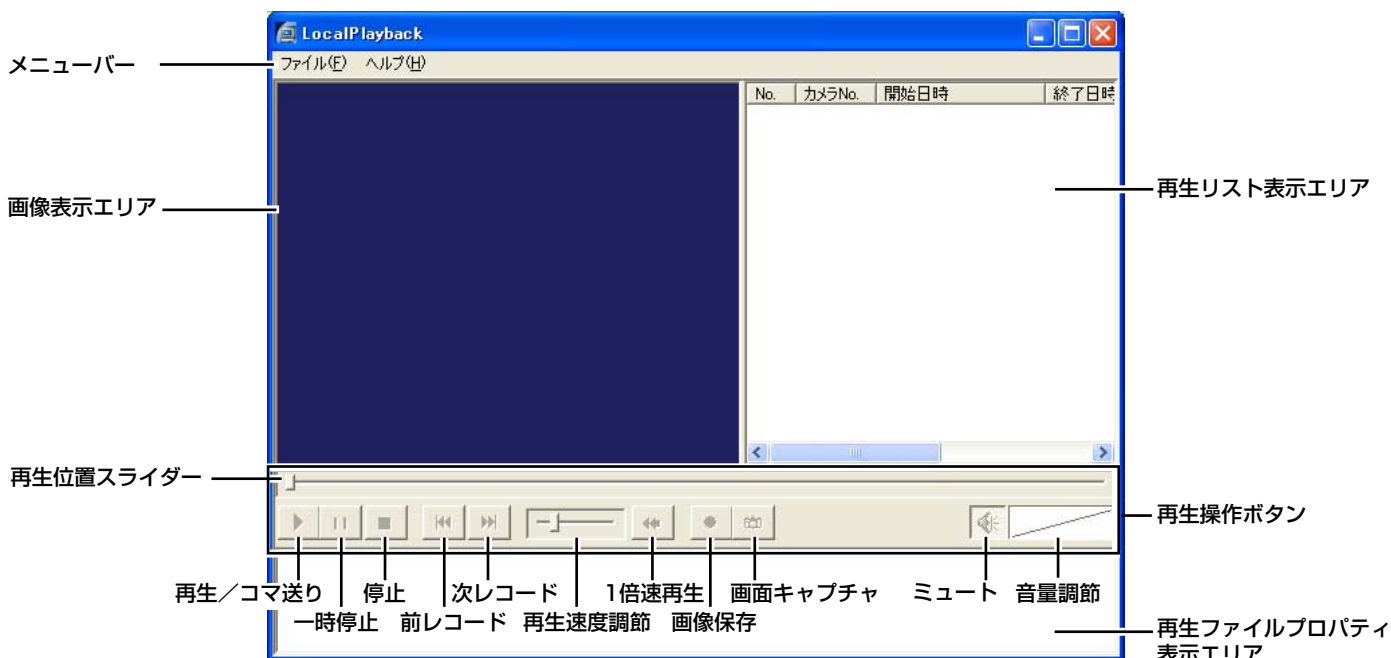 LocalPlayback
メニューバー
ファイル(F) ヘルプ(H)
No. カメラNo. 開始日時 終了日時
画像表示エリア
再生リスト表示エリア
再生位置スライダー
再生操作ボタン
再生／コマ送り 停止 次レコード 1倍速再生 画面キャプチャ ミュート 音量調節
一時停止 前レコード 再生速度調節 画像保存
再生ファイルプロパティ
表示エリア